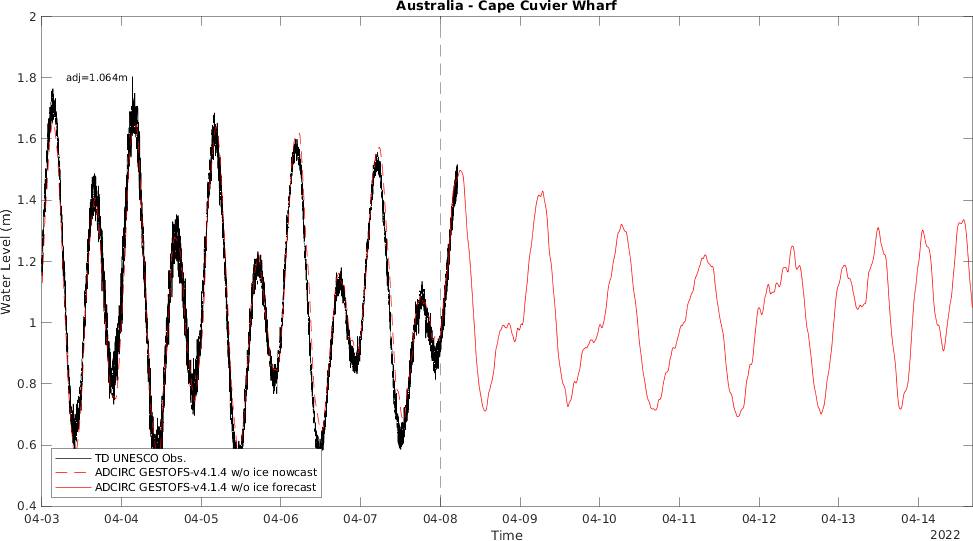 Australia - Cape Cuvier Wharf
2
1.8
1.6
1.4
1.2
1
0.8
0.6
0.4
Water Level (m)
adj=1.064m
TD UNESCO Obs.
ADCIRC GESTOFS-v4.1.4 w/o ice nowcast
ADCIRC GESTOFS-v4.1.4 w/o ice forecast
04-03 04-04 04-05 04-06 04-07 04-08 04-09 04-10 04-11 04-12 04-13 04-14
Time
2022